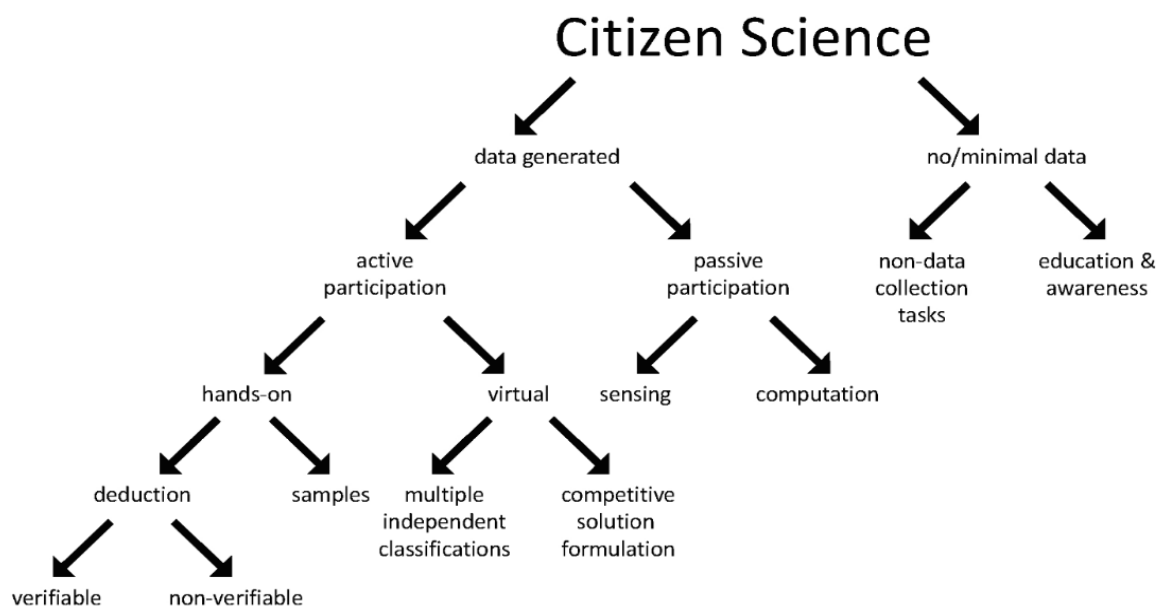 Citizen Science
data generated
no/minimal data
active
participation
passive
participation
non-data
collection
tasks
education &
awareness
hands-on
virtual
sensing
computation
deduction
samples
multiple
independent
classifications
competitive
solution
formulation
verifiable
non-verifiable